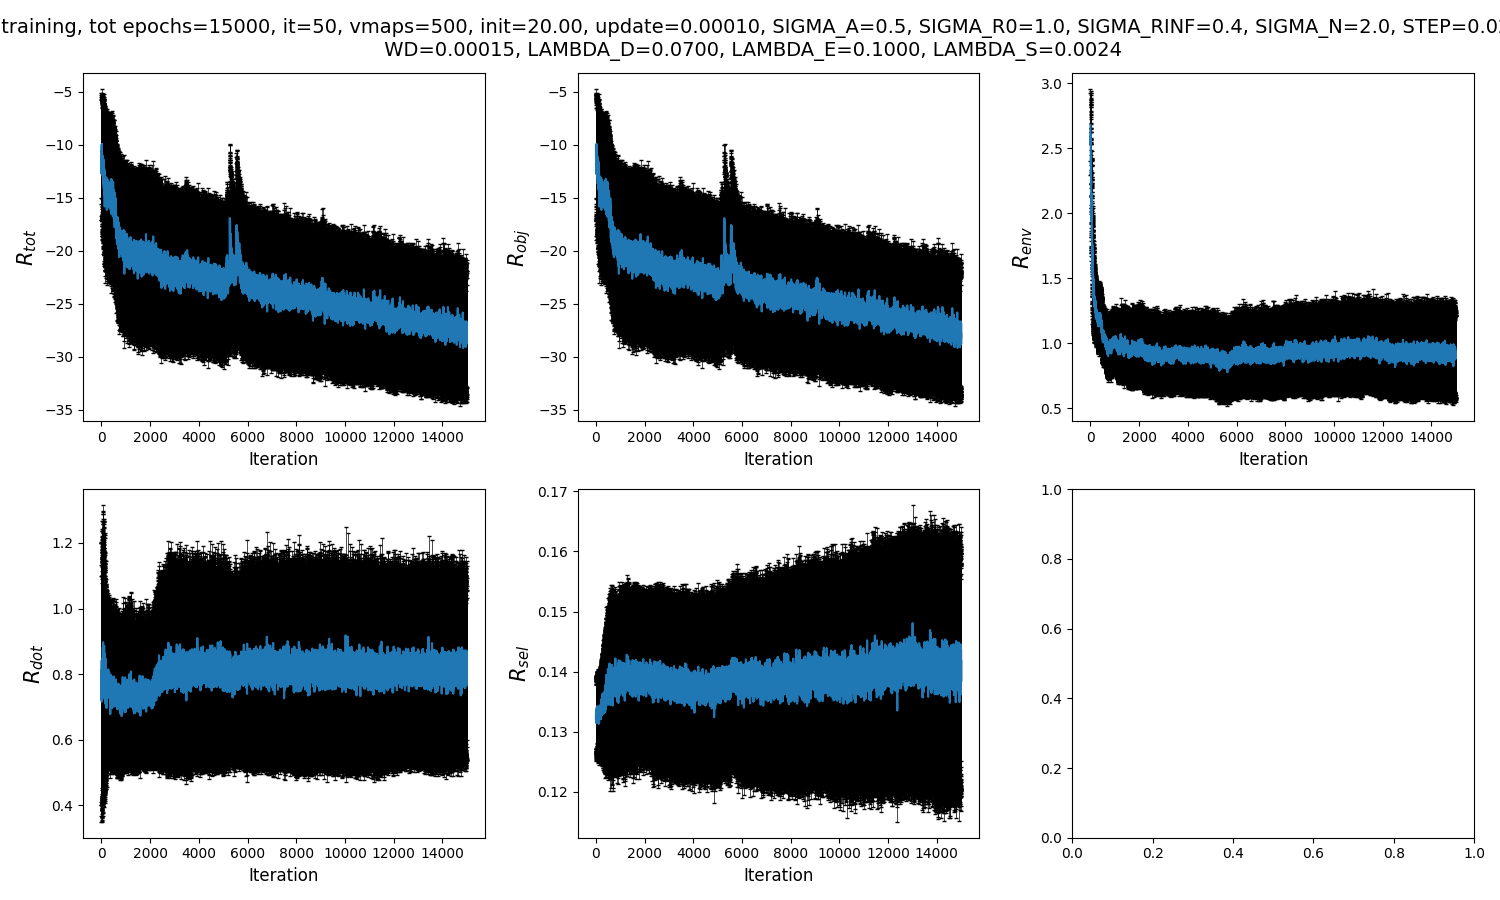 training, tot epochs=15000, it=50, vmaps=500, init=20.00, update=0.00010, SIGMA_A=0.5, SIGMA_R0=1.0, SIGMA_RINF=0.4, SIGMA_N=2.0,
WD=0.00015, LAMBDA_D=0.0700, LAMBDA_E=0.1000, LAMBDA_S=0.0024
−5
−10
−15
−20
−25
−30
−35
R_tot
0 2000 4000 6000 8000 10000 12000 14000
Iteration
−5
−10
−15
−20
−25
−30
−35
R_obj
0 2000 4000 6000 8000 10000 12000 14000
Iteration
3.0
2.5
2.0
1.5
1.0
0.5
R_env
0 2000 4000 6000 8000 10000 12000 14000
Iteration
1.2
1.0
0.8
0.6
0.4
R_dot
0 2000 4000 6000 8000 10000 12000 14000
Iteration
0.17
0.16
0.15
0.14
0.13
0.12
R_sel
0 2000 4000 6000 8000 10000 12000 14000
Iteration
1.0
0.8
0.6
0.4
0.2
0.0
0.0 0.2 0.4 0.6 0.8 1.0